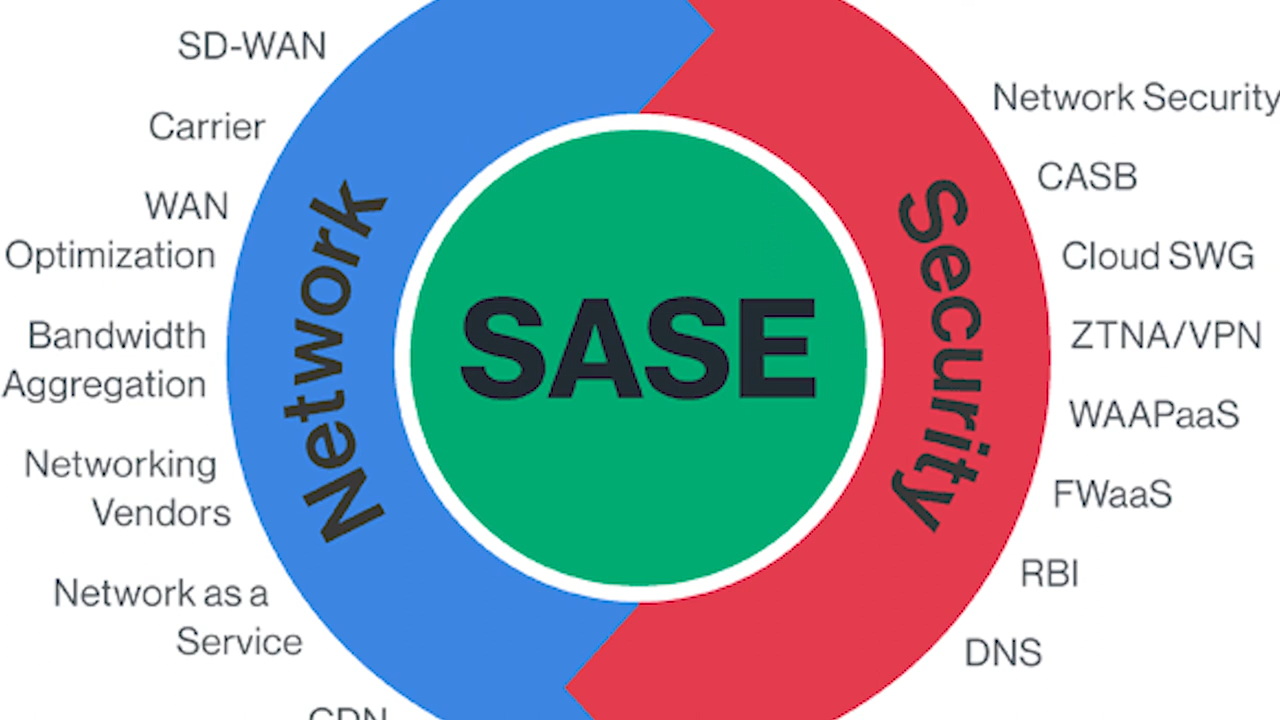 SD-WAN
Carrier
WAN
Optimization
Bandwidth
Aggregation
Networking
Vendors
Network as a
Service
CDN
Network
SASE
Security
Network Security
CASB
Cloud SWG
ZTNA/VPN
WAAPaaS
FWaaS
RBI
DNS